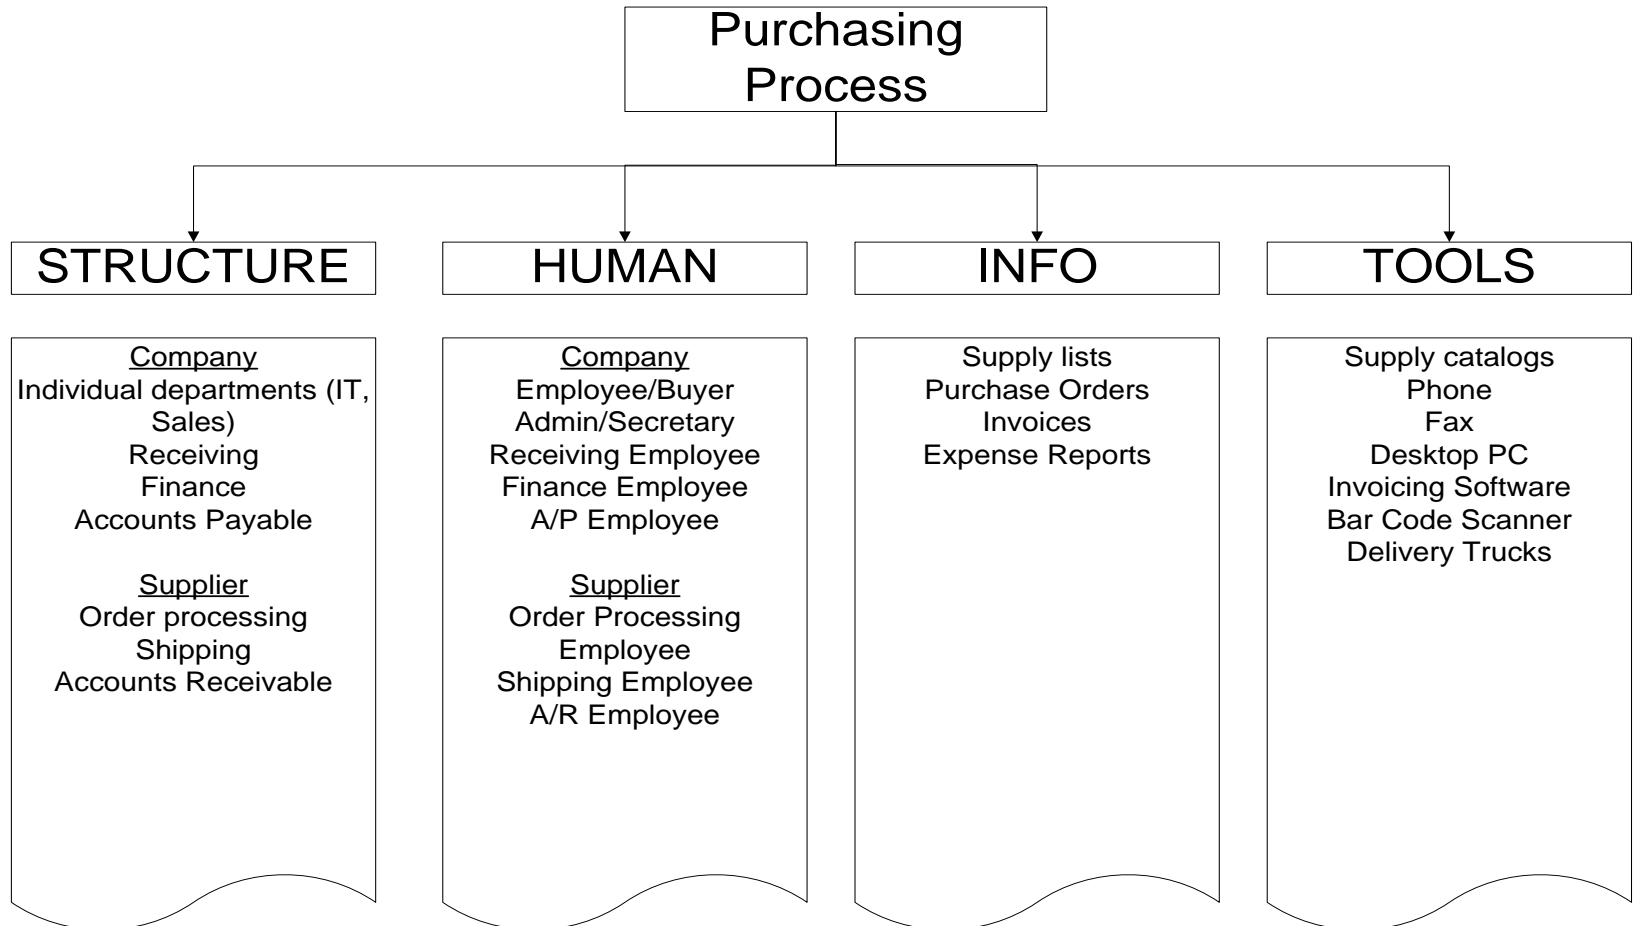 Purchasing
Process
STRUCTURE
HUMAN
INFO
TOOLS
Company
Individual departments (IT,
Sales)
Receiving
Finance
Accounts Payable
Supplier
Order processing
Shipping
Accounts Receivable
Company
Employee/Buyer
Admin/Secretary
Receiving Employee
Finance Employee
A/P Employee
Supplier
Order Processing
Employee
Shipping Employee
A/R Employee
Supply lists
Purchase Orders
Invoices
Expense Reports
Supply catalogs
Phone
Fax
Desktop PC
Invoicing Software
Bar Code Scanner
Delivery Trucks